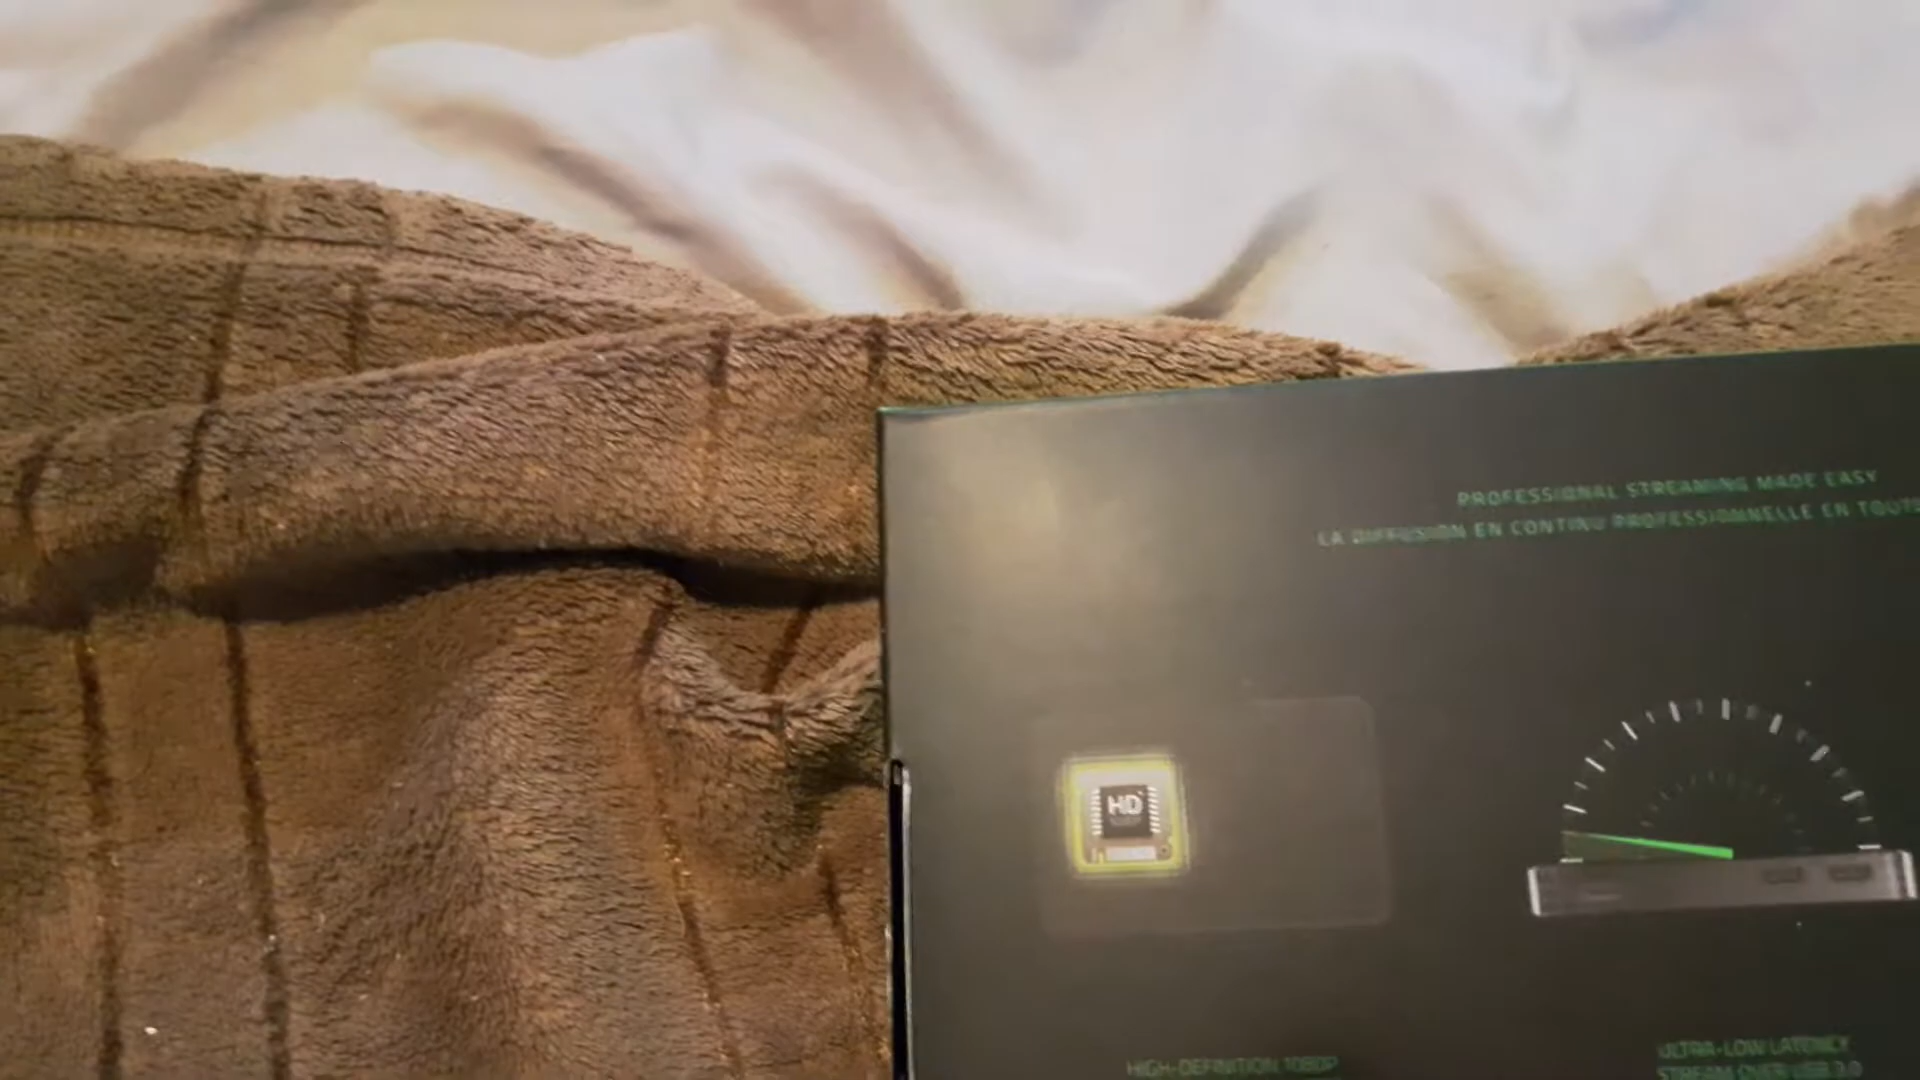 PROFESSIONAL STREAMING MADE EASY
LA DIFFUSION EN CONTINU PROFESSIONNELLE EN
HD
HIGH-DEFINITION 1080P
ULTRA-LOW LATENCY
STREAM OVER USB 3.0